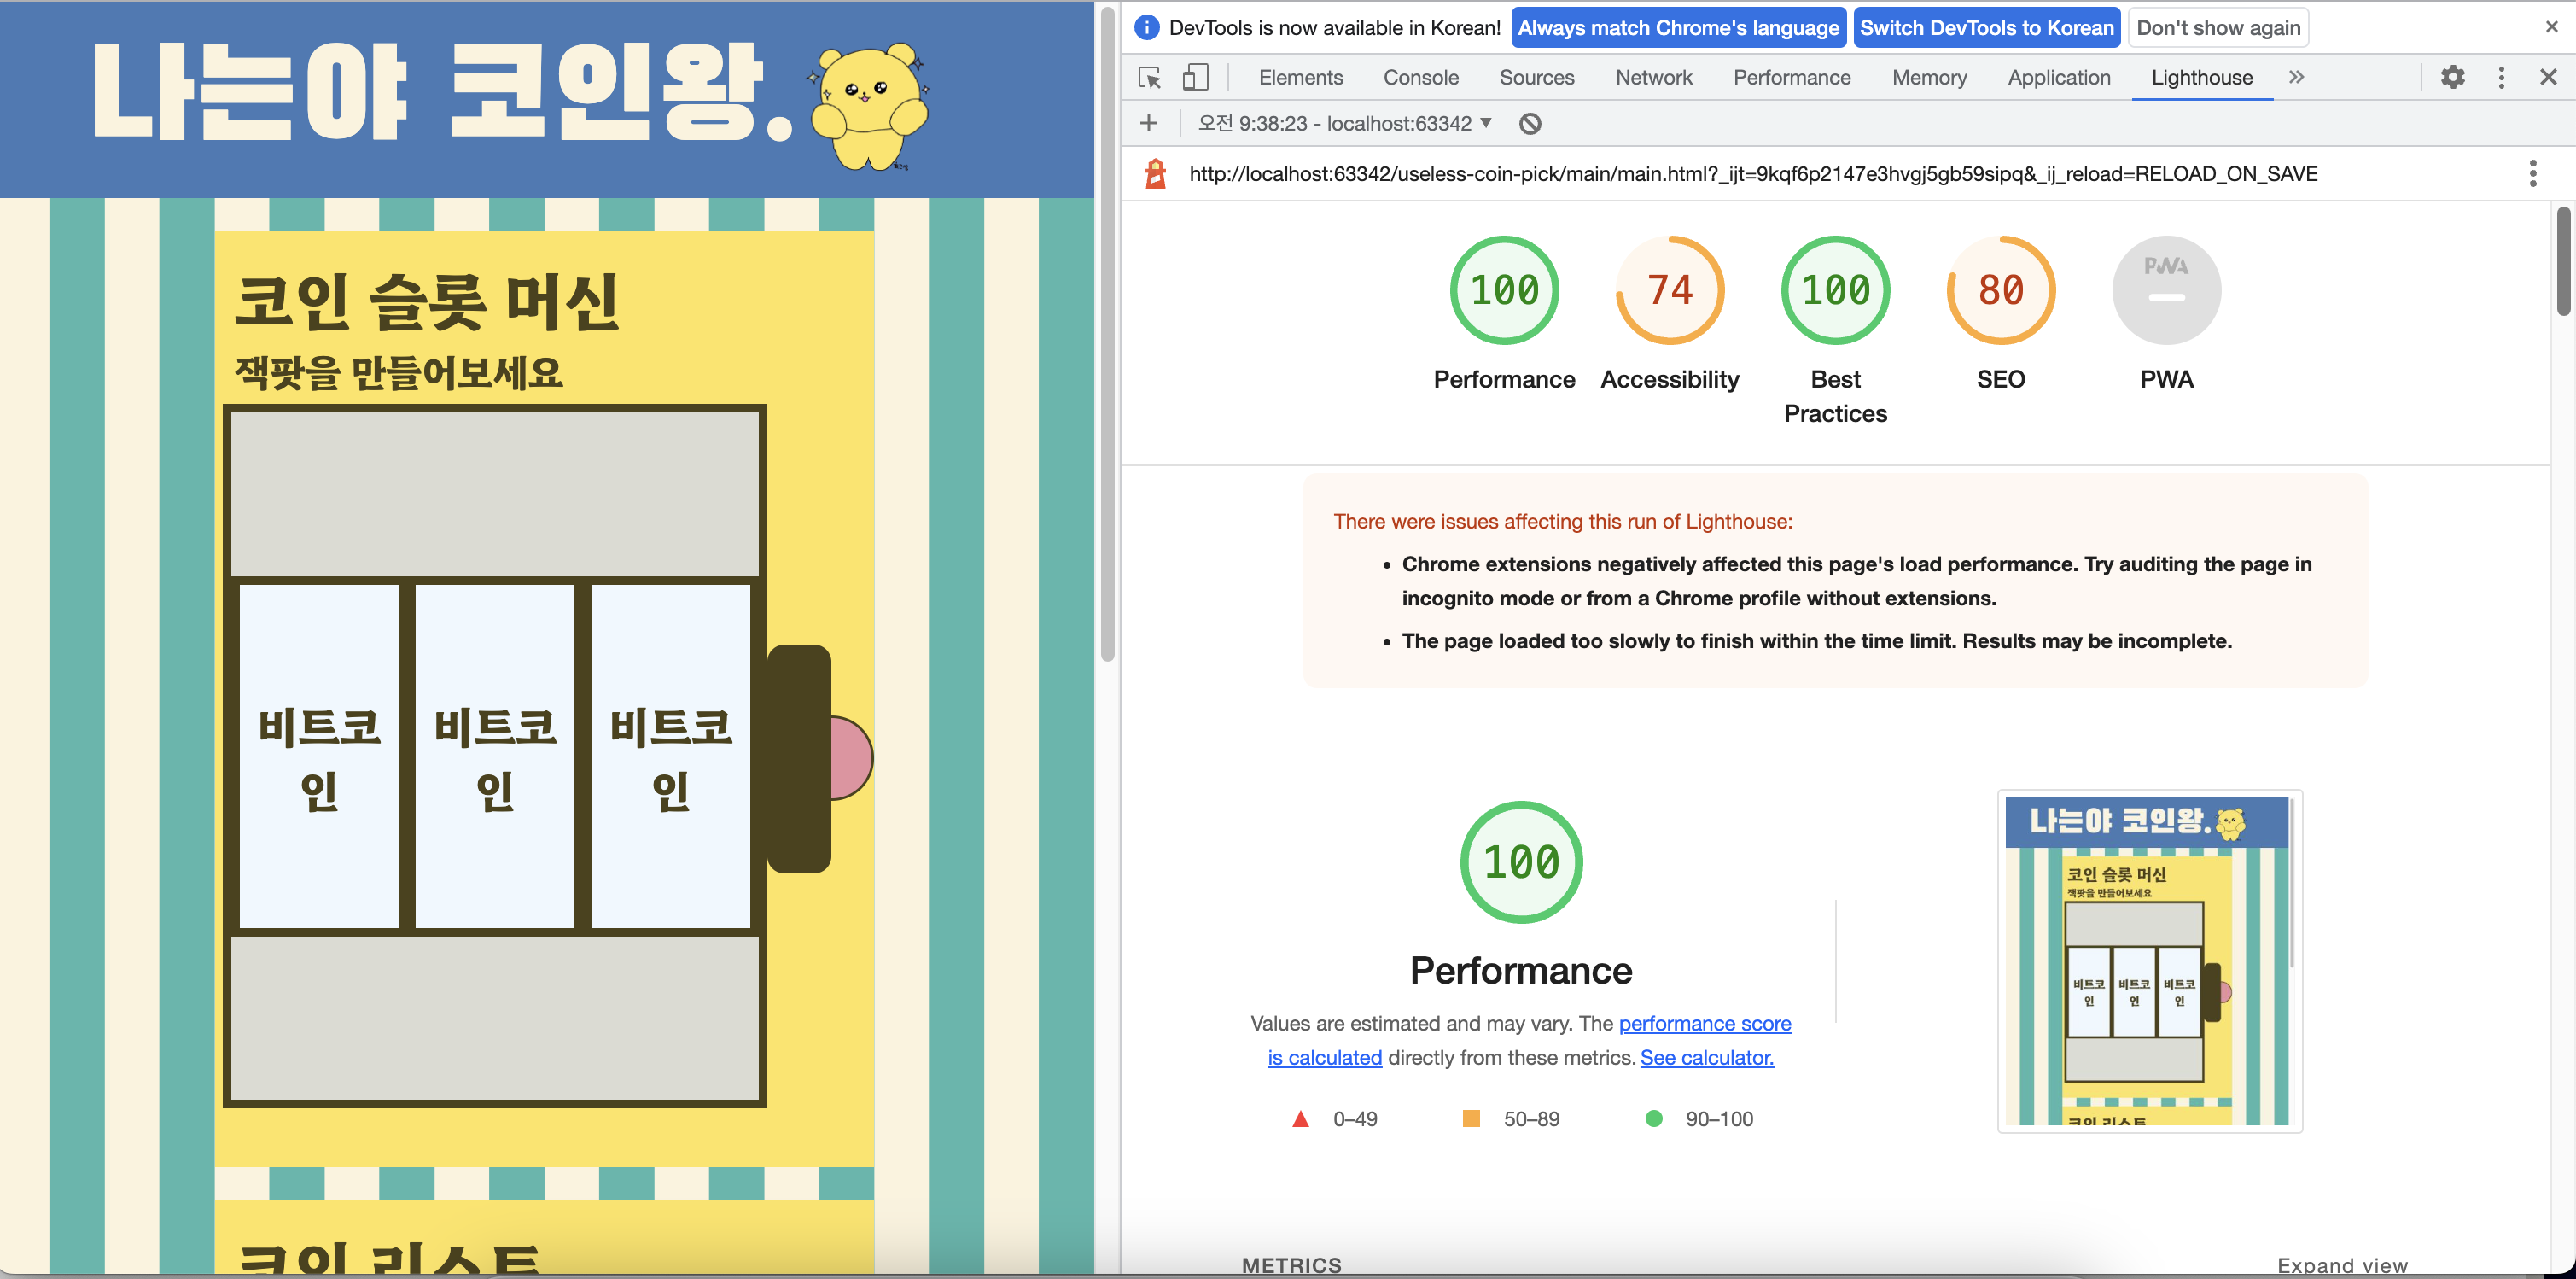 나는야 코인왕.
코인 슬롯 머신
잭팟을 만들어보세요
비트코
인
비트코
인
비트코
인
코인 리스트
DevTools is now available in Korean!
Always match Chrome's language
Switch DevTools to Korean
Don't show again
Elements
Console
Sources
Network
Performance
Memory
Application
Lighthouse
오전 9:38:23 - localhost:63342
http://localhost:63342/useless-coin-pick/main/main.html?_ijt=9kqf6p2147e3hvgj5gb59sipq&_ij_reload=RELOAD_ON_SAVE
100
Performance
74
Accessibility
100
Best
Practices
80
SEO
PWA
PWA
There were issues affecting this run of Lighthouse:
Chrome extensions negatively affected this page's load performance. Try auditing the page in
incognito mode or from a Chrome profile without extensions.
The page loaded too slowly to finish within the time limit. Results may be incomplete.
100
Performance
Values are estimated and may vary. The performance score
is calculated directly from these metrics. See calculator.
0–49
50–89
90–100
나는야 코인왕.
코인 슬롯 머신
잭팟을 만들어보세요
비트코
인
비트코
인
비트코
인
코인 리스트
METRICS
Expand view